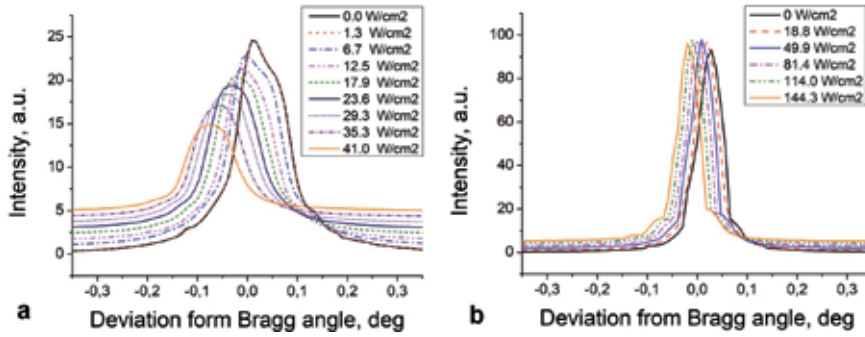 Intensity, a.u.
25
20
15
10
5
0
0.0 W/cm2
1.3 W/cm2
6.7 W/cm2
12.5 W/cm2
17.9 W/cm2
23.6 W/cm2
29.3 W/cm2
35.3 W/cm2
41.0 W/cm2
-0,3 -0,2 -0,1 0,0 0,1 0,2 0,3
a
Deviation form Bragg angle, deg
Intensity, a.u.
100
80
60
40
20
0
0 W/cm2
18.8 W/cm2
49.9 W/cm2
81.4 W/cm2
114.0 W/cm2
144.3 W/cm2
-0,3 -0,2 -0,1 0,0 0,1 0,2 0,3
b
Deviation from Bragg angle, deg